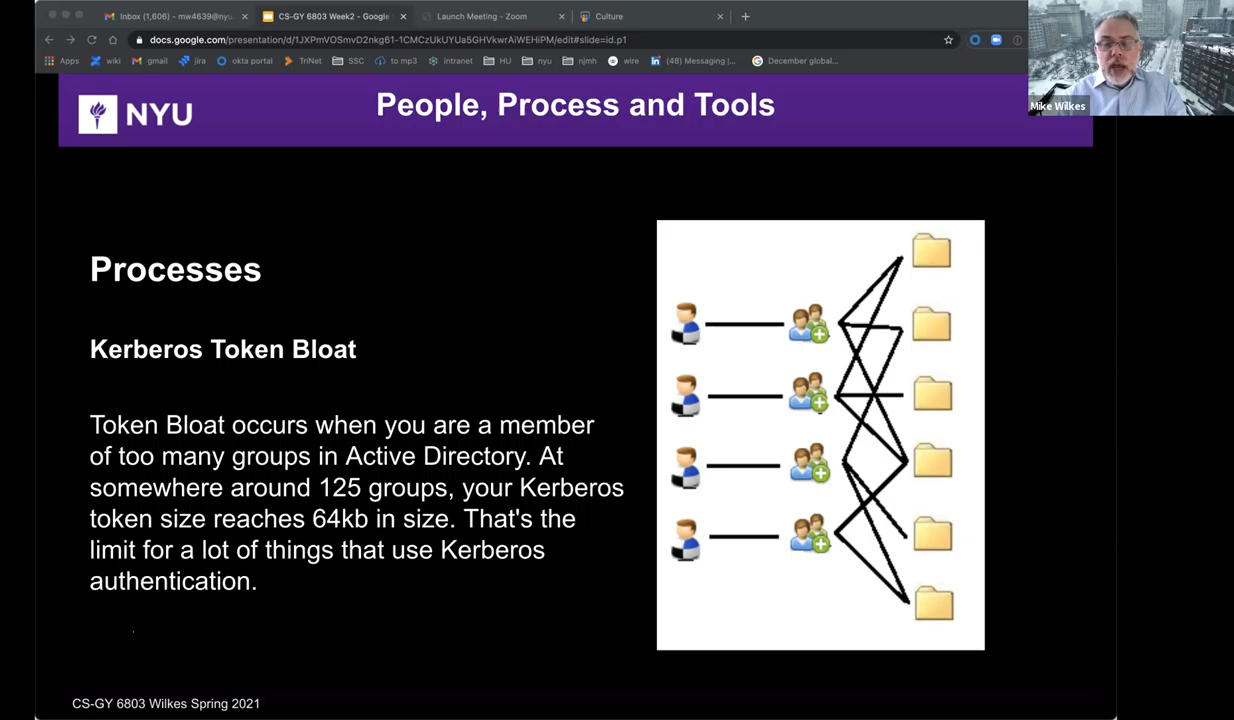 Inbox (1,606) - mw4639@nyu.
CS-GY 6803 Week2 - Google
Launch Meeting - Zoom
Culture
docs.google.com/presentation/d/1JXPmVOSmvD2nkg61-1CMCzUkUYUa5GHVkwrAiWEHiPM/edit#slide=id.p1
Apps wiki gmail jira okta portal TriNet SSC to mp3 intranet HU nyu njmh wire (48) Messaging |... December global...
NYU
People, Process and Tools
Mike Wilkes
Processes
Kerberos Token Bloat
Token Bloat occurs when you are a member
of too many groups in Active Directory. At
somewhere around 125 groups, your Kerberos
token size reaches 64kb in size. That's the
limit for a lot of things that use Kerberos
authentication.
CS-GY 6803 Wilkes Spring 2021